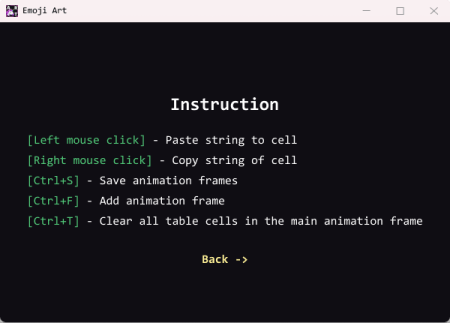 Emoji Art
Instruction
[Left mouse click] - Paste string to cell
[Right mouse click] - Copy string of cell
[Ctrl+S] - Save animation frames
[Ctrl+F] - Add animation frame
[Ctrl+T] - Clear all table cells in the main animation frame
Back ->